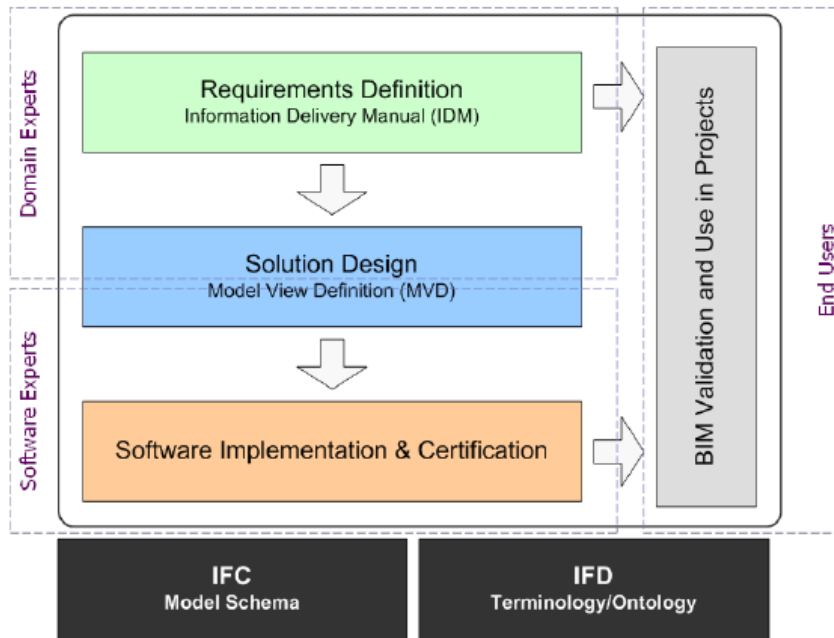 Domain Experts
Requirements Definition
Information Delivery Manual (IDM)
Solution Design
Model View Definition (MVD)
Software Experts
Software Implementation & Certification
BIM Validation and Use in Projects
End Users
IFC
Model Schema
IFD
Terminology/Ontology